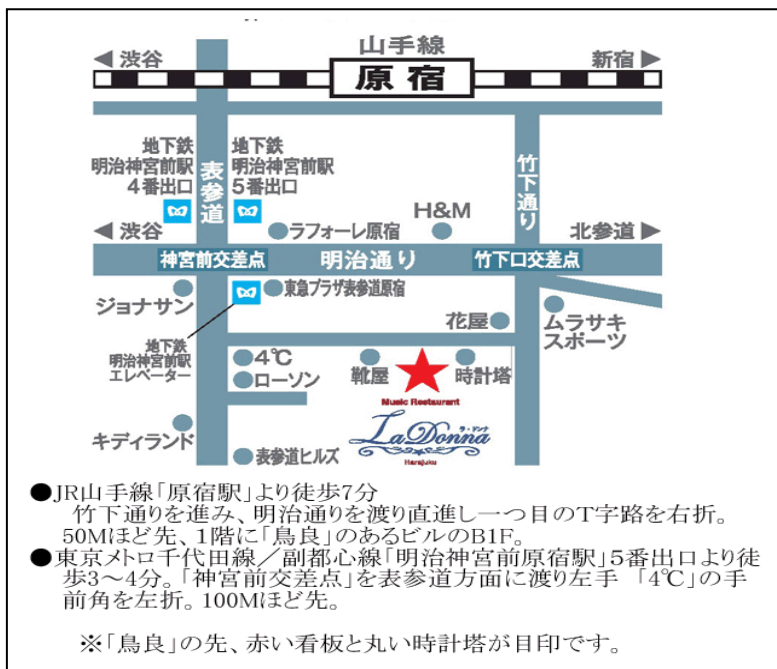 山手線
◀渋谷
原宿
新宿▶
地下鉄
明治神宮前駅
4番出口
表参道
地下鉄
明治神宮前駅
5番出口
竹下通り
H&M
ラフォーレ原宿
◀渋谷
北参道▶
神宮前交差点
明治通り
竹下口交差点
ジョナサン
東急プラザ表参道原宿
花屋
ムラサキ
スポーツ
地下鉄
明治神宮前駅
エレベーター
4℃
ローソン
靴屋
時計塔
Music Restaurant
ラ・ドンナ
La Donna
Harajuku
キディランド
表参道ヒルズ
●JR山手線「原宿駅」より徒歩7分
竹下通りを進み、明治通りを渡り直進し一つ目のT字路を右折。
50Mほど先、1階に「鳥良」のあるビルのB1F。
●東京メトロ千代田線／副都心線「明治神宮前原宿駅」5番出口より徒
歩3～4分。「神宮前交差点」を表参道方面に渡り左手 「4℃」の手
前角を左折。100Mほど先。
※「鳥良」の先、赤い看板と丸い時計塔が目印です。